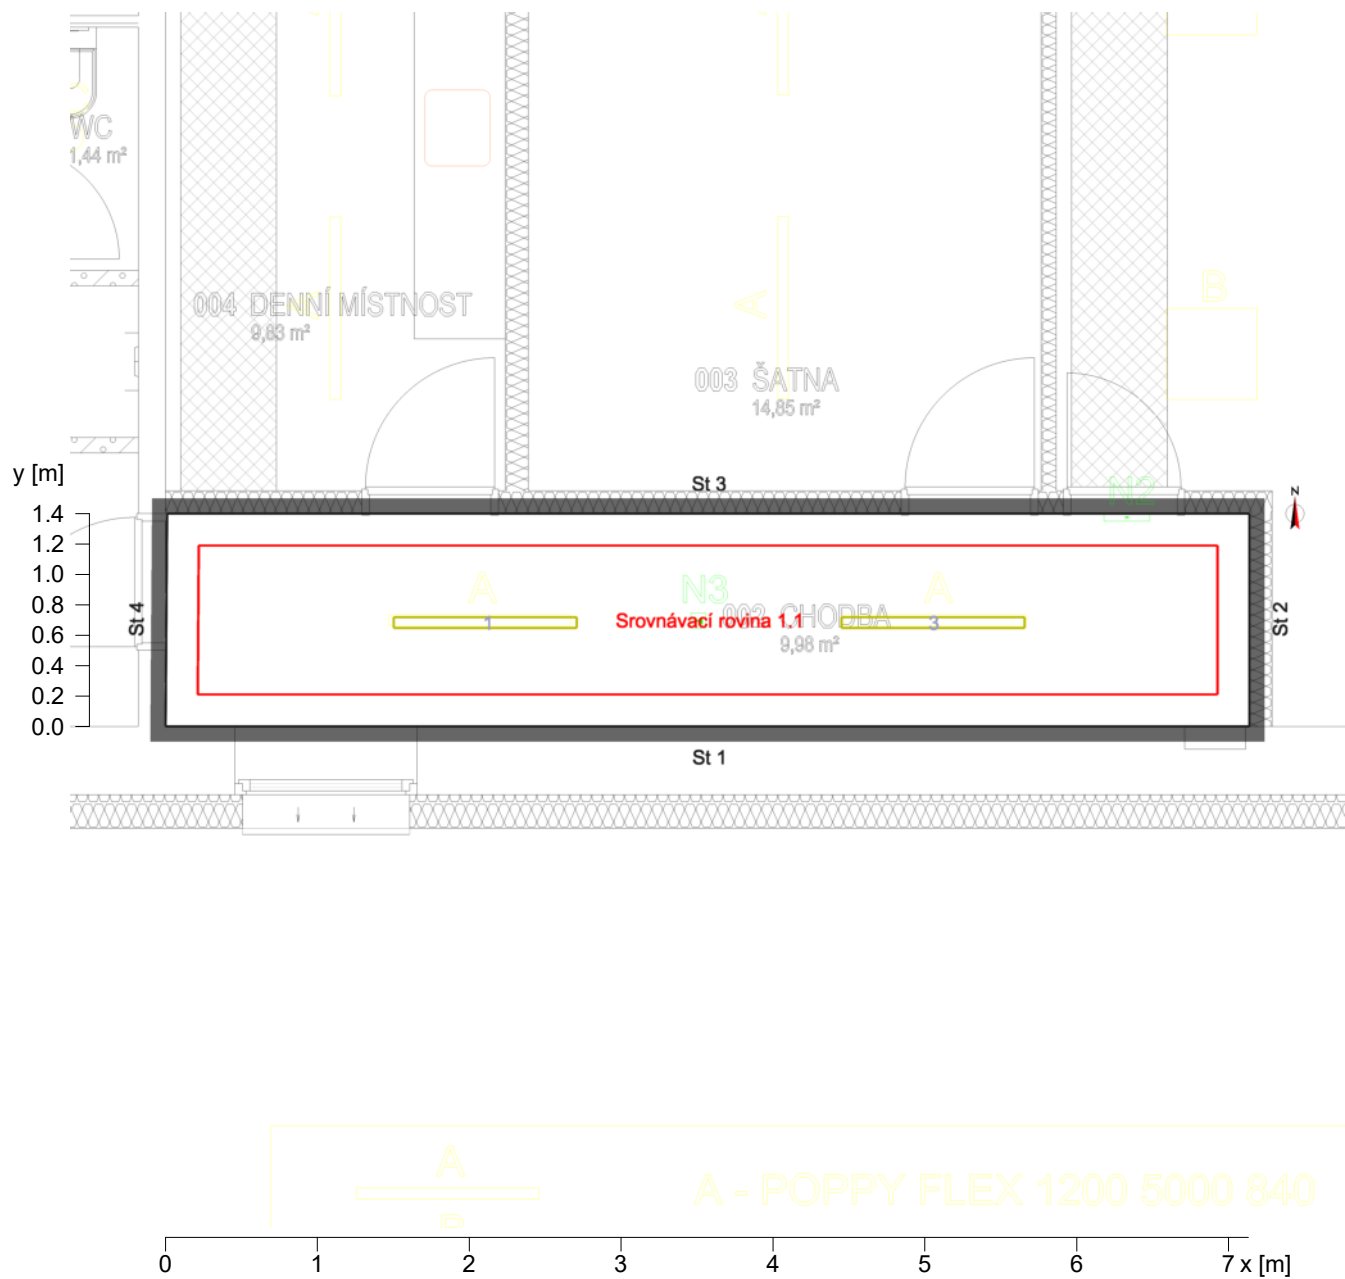 WC
1,44 m²
004 DENNÍ MÍSTNOST
9,83 m²
A
A
B
003 ŠATNA
14,85 m²
y [m]
St 3
N2
z
1.4
1.2
1.0
0.8
0.6
0.4
0.2
0.0
St 4
A
N3
A
002 CHODBA
1
Srovnávací rovina 1.1
3
9,98 m²
St 2
St 1
A
A - POPPY FLEX 1200 5000 840
B
0
1
2
3
4
5
6
7
x [m]